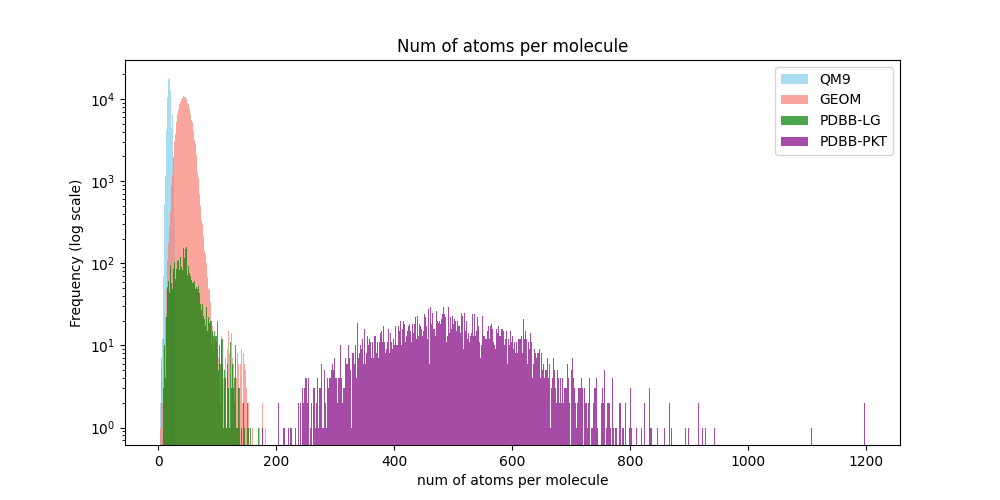 Num of atoms per molecule
QM9
GEOM
PDBB-LG
PDBB-PKT
Frequency (log scale)
10⁴
10³
10²
10¹
10⁰
0 200 400 600 800 1000 1200
num of atoms per molecule